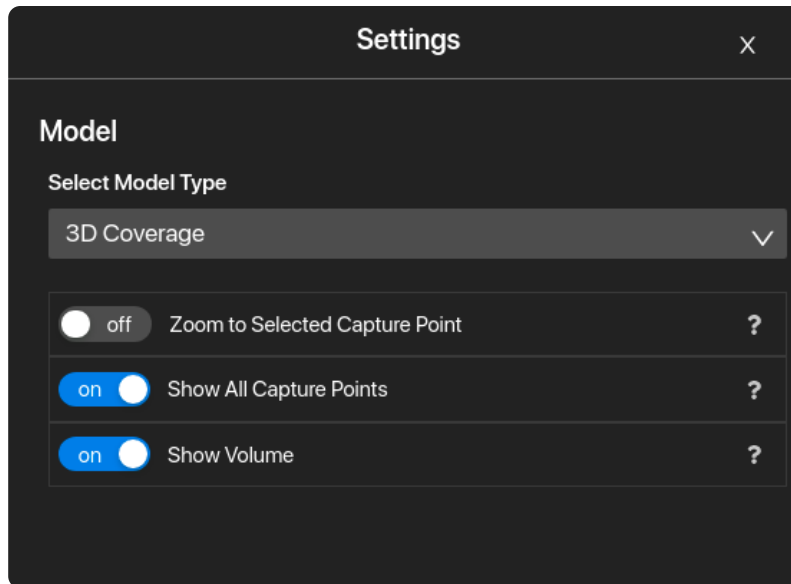 Settings X
Model
Select Model Type
3D Coverage
off Zoom to Selected Capture Point ?
on Show All Capture Points ?
on Show Volume ?